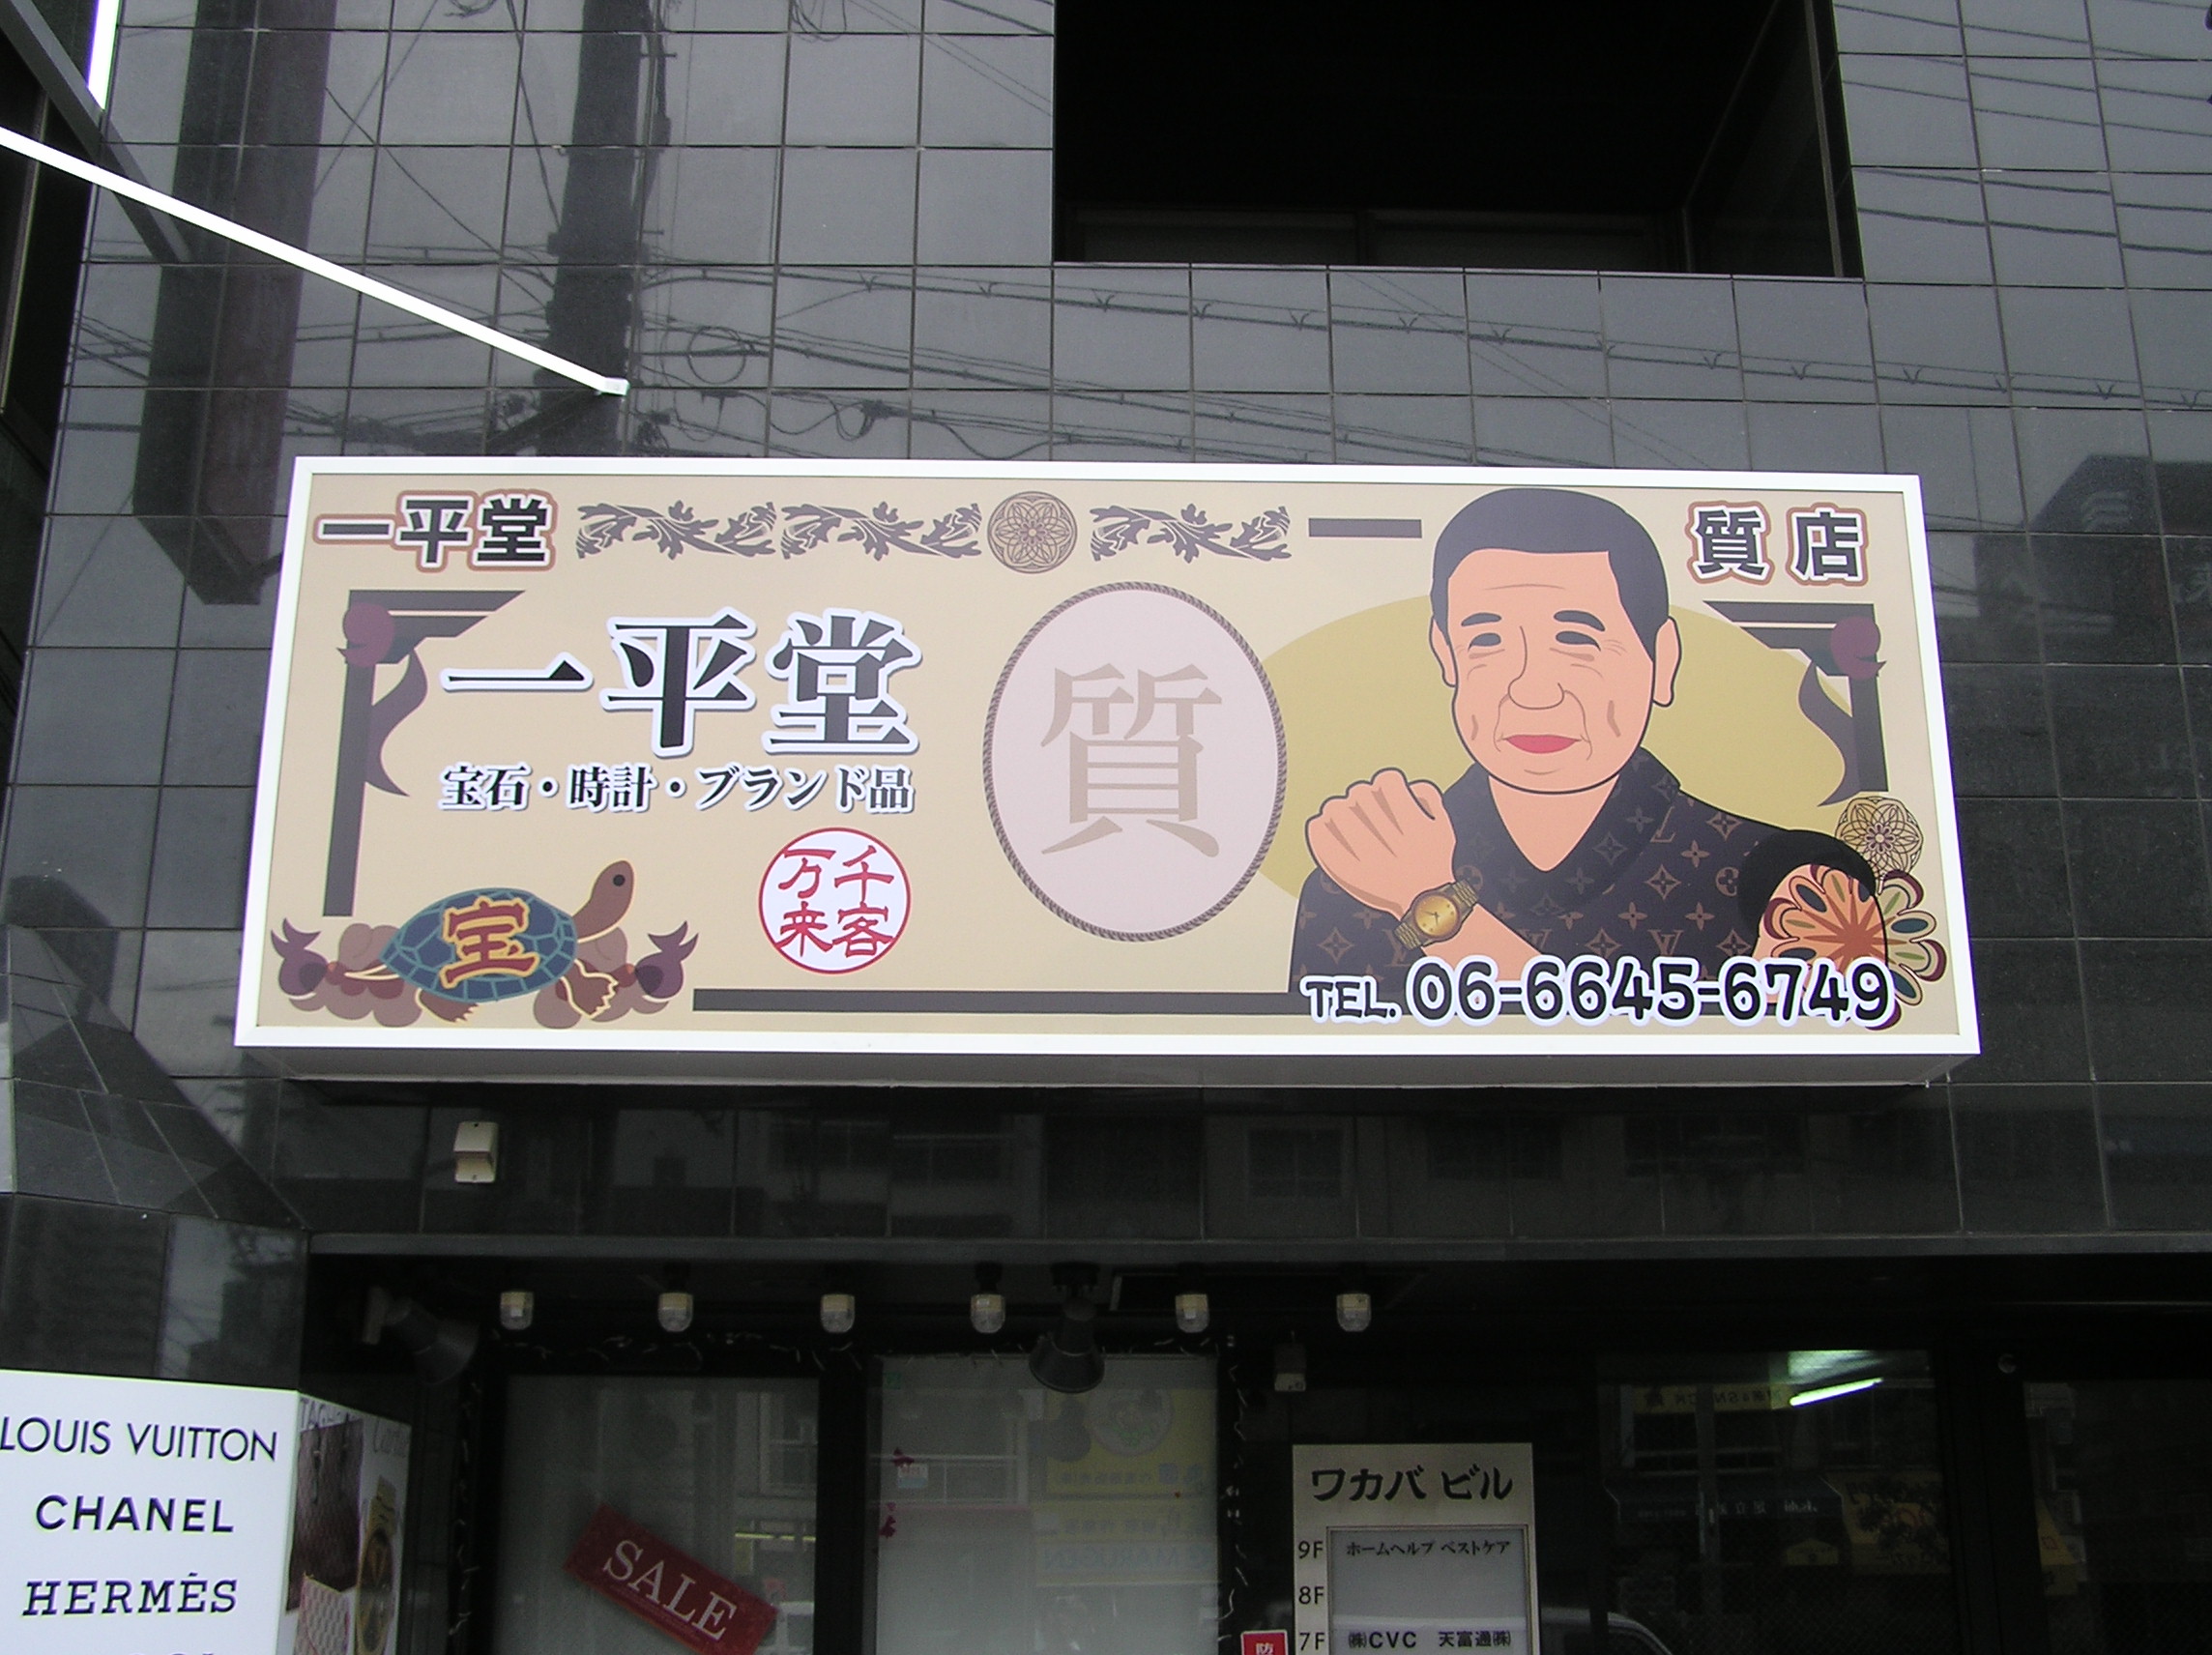 一平堂
質店
一平堂
宝石・時計・ブランド品
質
千客
万来
宝
TEL. 06-6645-6749
LOUIS VUITTON
CHANEL
HERMÈS
SALE
ワカバ ビル
9F ホームヘルプ ベストケア
8F
7F ㈱CVC 天富通㈱
防